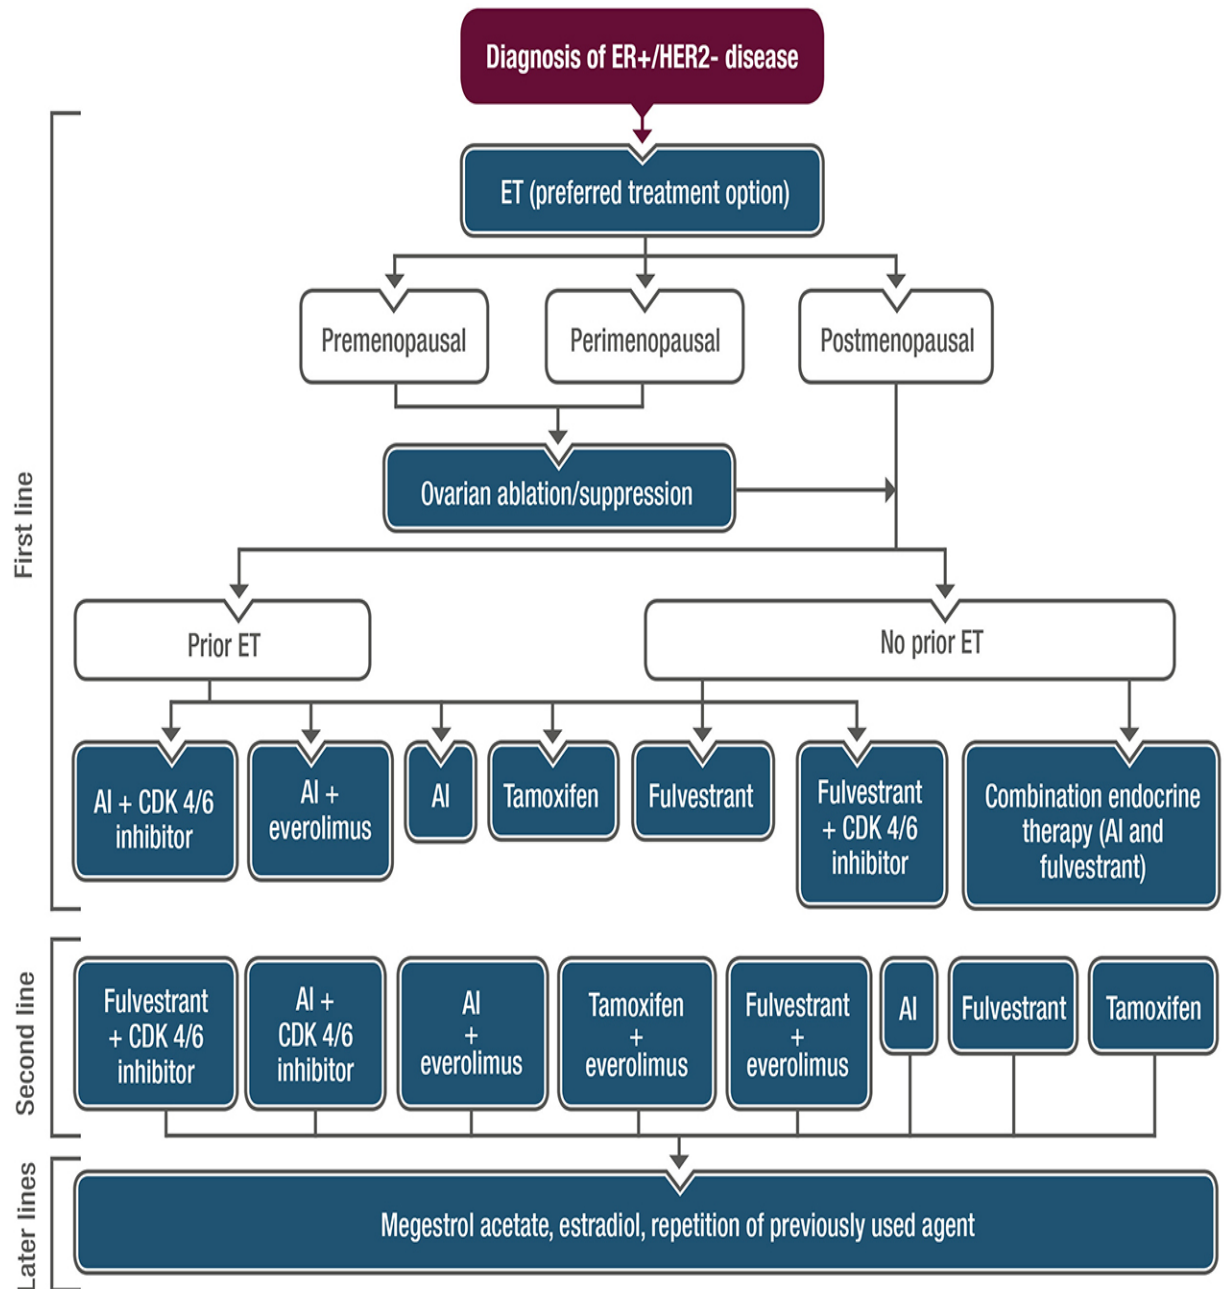 Diagnosis of ER+/HER2- disease
First line
ET (preferred treatment option)
Premenopausal
Perimenopausal
Postmenopausal
Ovarian ablation/suppression
Prior ET
No prior ET
AI + CDK 4/6
inhibitor
AI +
everolimus
AI
Tamoxifen
Fulvestrant
Fulvestrant
+ CDK 4/6
inhibitor
Combination endocrine
therapy (AI and
fulvestrant)
Second line
Fulvestrant
+ CDK 4/6
inhibitor
AI +
CDK 4/6
inhibitor
AI
+
everolimus
Tamoxifen
+
everolimus
Fulvestrant
+
everolimus
AI
Fulvestrant
Tamoxifen
Later lines
Megestrol acetate, estradiol, repetition of previously used agent